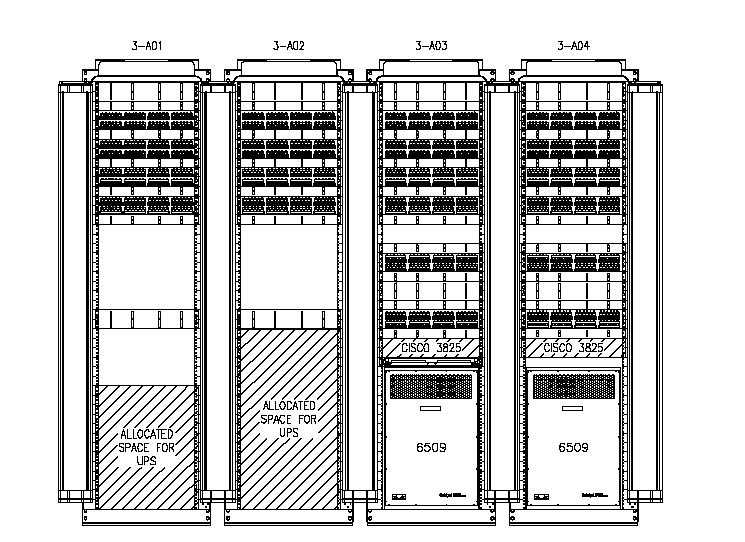 3-A01
3-A02
3-A03
3-A04
CISCO 3825
CISCO 3825
ALLOCATED
SPACE FOR
UPS
ALLOCATED
SPACE FOR
UPS
6509
6509